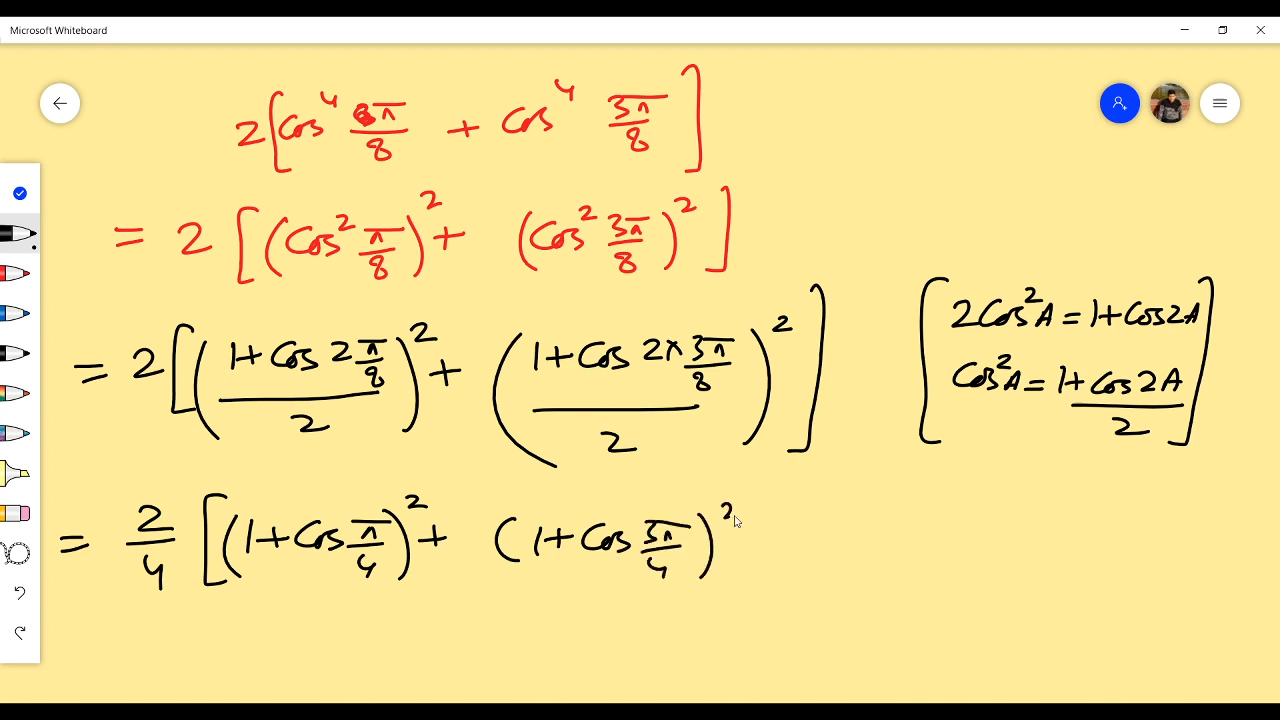 Microsoft Whiteboard
2[cos⁴ π/8 + cos⁴ 3π/8]
= 2[(cos² π/8)² + (cos² 3π/8)²]
= 2[((1+cos 2π/8)/2)² + ((1+cos 2×3π/8)/2)²]
[2cos²A = 1+cos2A
cos²A = (1+cos2A)/2]
= 2/4 [(1+cos π/4)² + (1+cos 3π/4)²